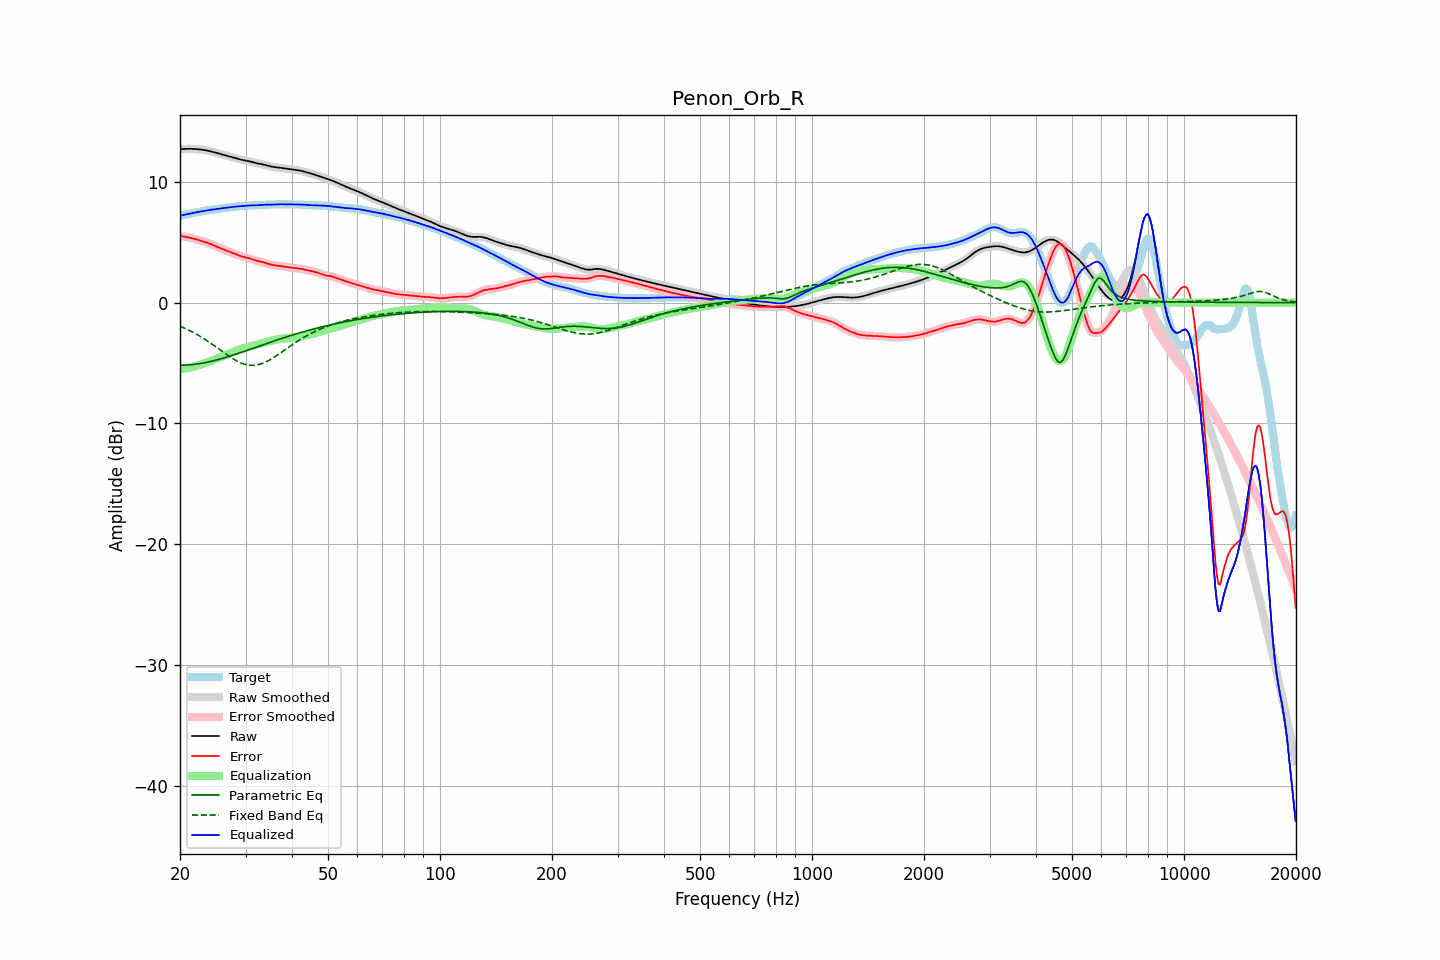 Penon_Orb_R
10
0
−10
−20
−30
−40
Amplitude (dBr)
Target
Raw Smoothed
Error Smoothed
Raw
Error
Equalization
Parametric Eq
Fixed Band Eq
Equalized
20 50 100 200 500 1000 2000 5000 10000 20000
Frequency (Hz)